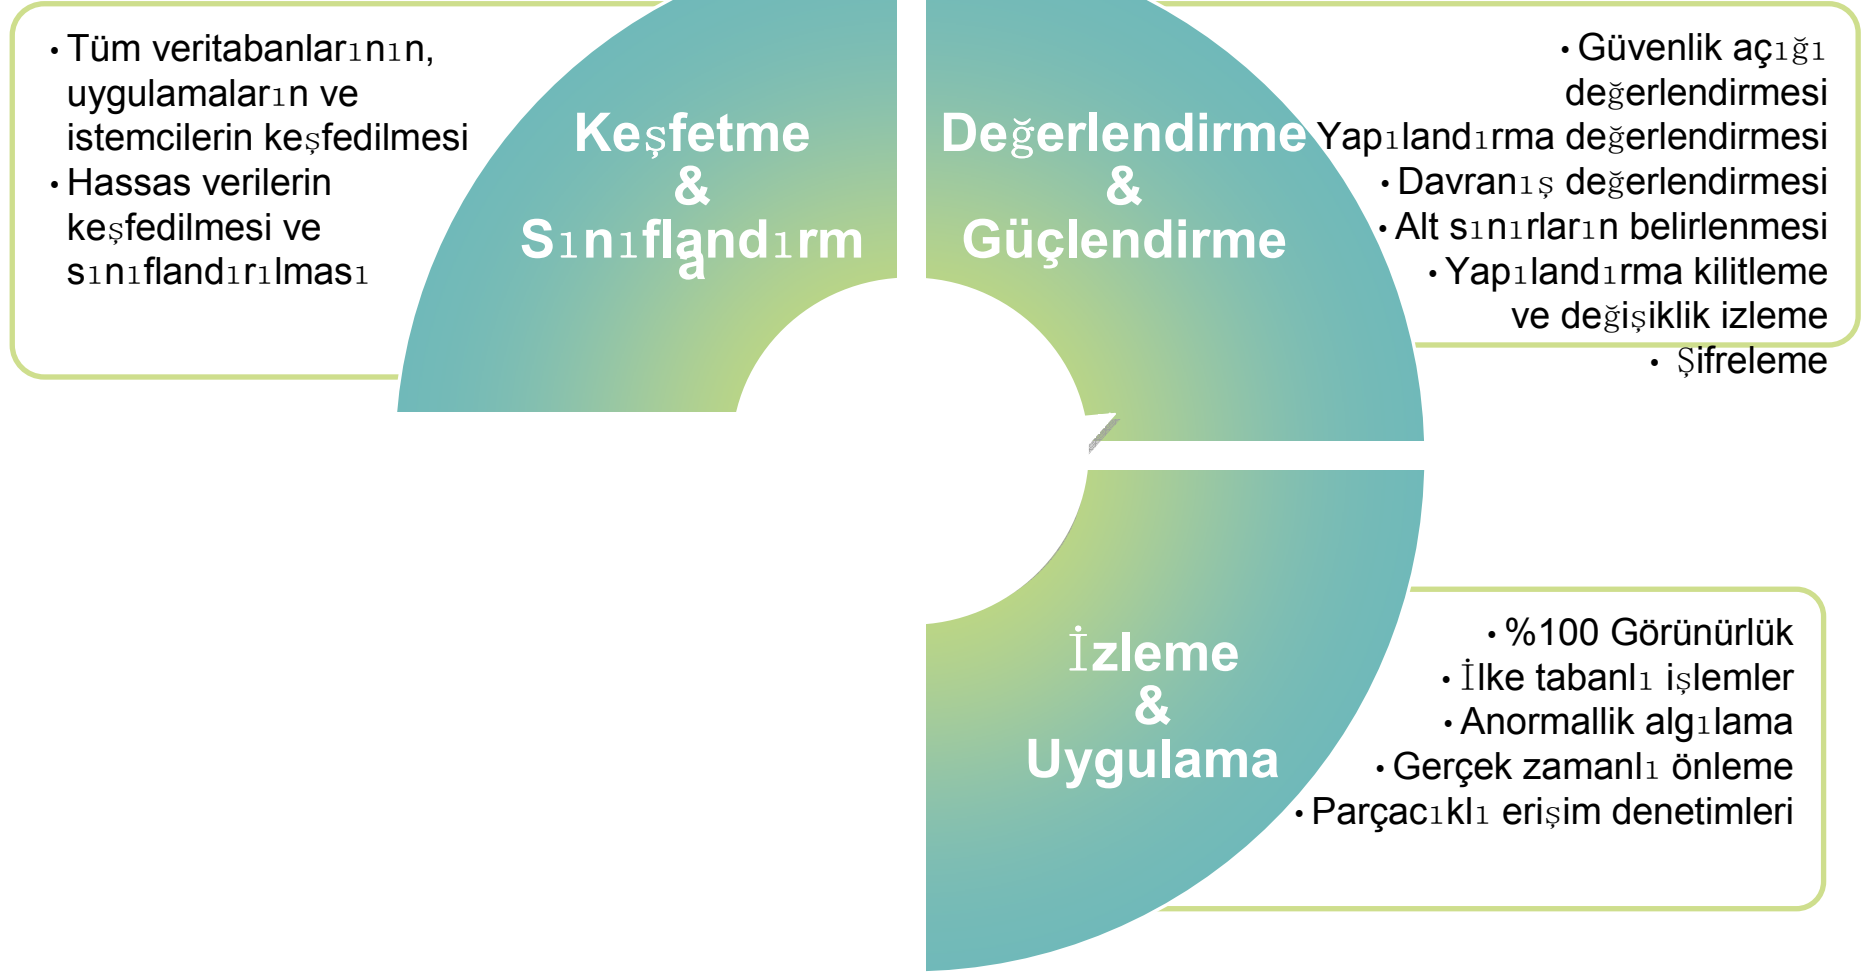 • Tüm veritabanlarının,
uygulamaların ve
istemcilerin keşfedilmesi
• Hassas verilerin
keşfedilmesi ve
sınıflandırılması
Keşfetme
&
Sınıflandırm
a
Değerlendirme
&
Güçlendirme
• Güvenlik açığı
değerlendirmesi
Yapılandırma değerlendirmesi
• Davranış değerlendirmesi
• Alt sınırların belirlenmesi
• Yapılandırma kilitleme
ve değişiklik izleme
• Şifreleme
İzleme
&
Uygulama
• %100 Görünürlük
• İlke tabanlı işlemler
• Anormallik algılama
• Gerçek zamanlı önleme
• Parçacıklı erişim denetimleri